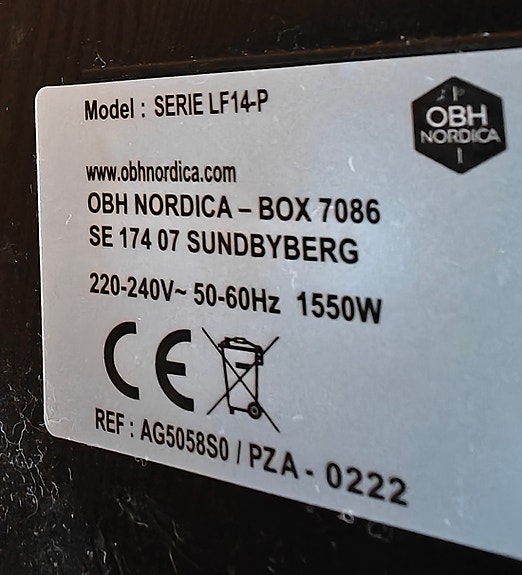 Model : SERIE LF14-P
OBH
NORDICA
www.obhnordica.com
OBH NORDICA – BOX 7086
SE 174 07 SUNDBYBERG
220-240V~ 50-60Hz 1550W
CE
REF : AG5058S0 / PZA - 0222